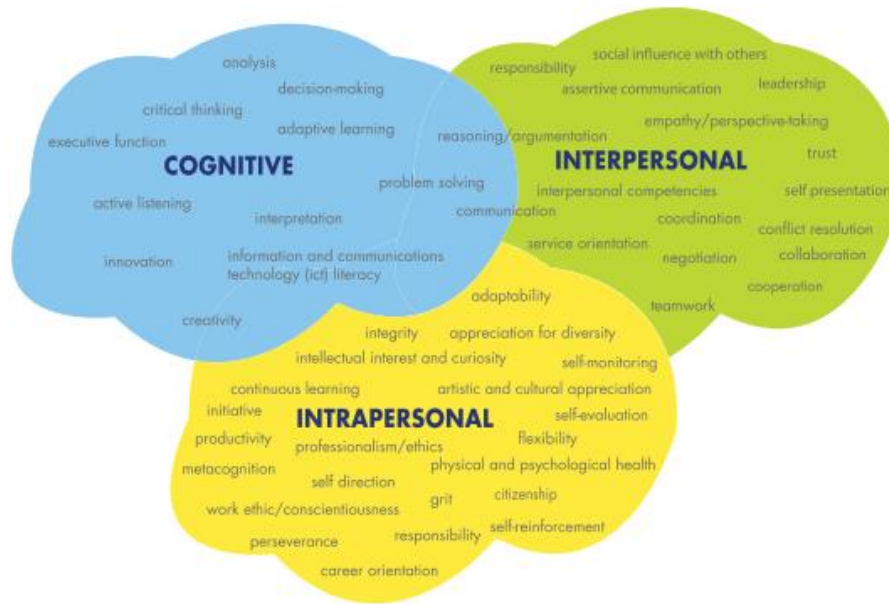 analysis
decision-making
critical thinking
adaptive learning
executive function
COGNITIVE
problem solving
active listening
interpretation
innovation
information and communications
technology (ict) literacy
creativity
social influence with others
responsibility
leadership
assertive communication
empathy/perspective-taking
reasoning/argumentation
trust
INTERPERSONAL
interpersonal competencies
self presentation
communication
coordination
conflict resolution
service orientation
negotiation
collaboration
cooperation
teamwork
adaptability
integrity
appreciation for diversity
intellectual interest and curiosity
self-monitoring
continuous learning
artistic and cultural appreciation
initiative
INTRAPERSONAL
self-evaluation
productivity
professionalism/ethics
flexibility
metacognition
physical and psychological health
self direction
grit
citizenship
work ethic/conscientiousness
self-reinforcement
perseverance
responsibility
career orientation